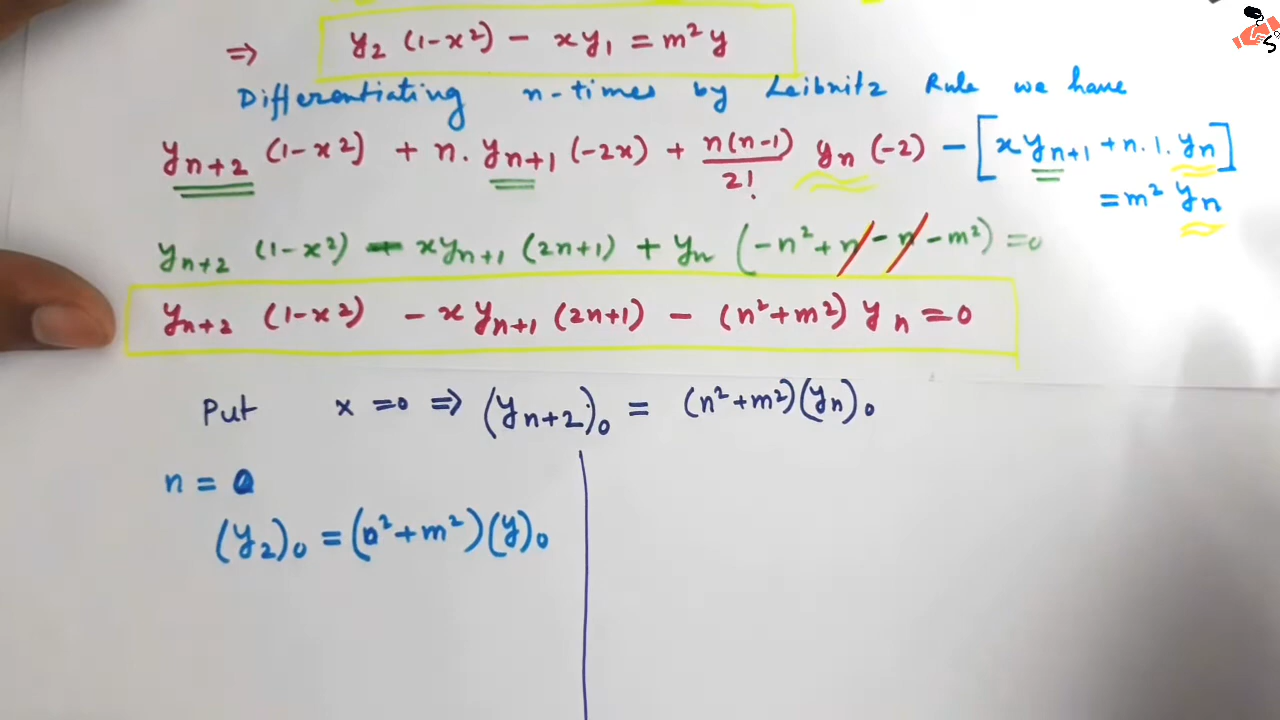 ⇒ y₂ (1-x²) - xy₁ = m²y
Differentiating n-times by Leibnitz Rule we have
yₙ₊₂ (1-x²) + n. yₙ₊₁ (-2x) + n(n-1)/2! yₙ (-2) - [x yₙ₊₁ + n.1. yₙ]
= m² yₙ
yₙ₊₂ (1-x²) - xyₙ₊₁ (2n+1) + yₙ (-n² + n - n - m²) = 0
yₙ₊₂ (1-x²) - x yₙ₊₁ (2n+1) - (n²+m²) yₙ = 0
Put x = 0 ⇒ (yₙ₊₂)₀ = (n²+m²)(yₙ)₀
n = 0
(y₂)₀ = (0²+m²)(y)₀